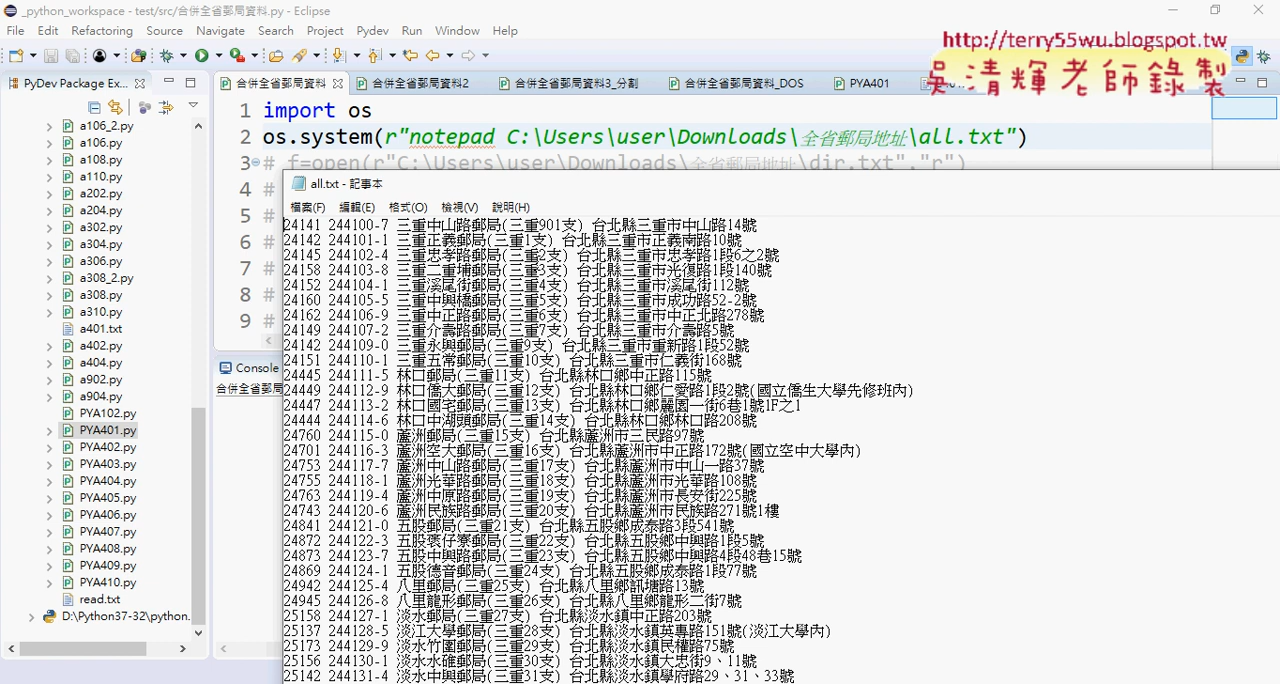 _python_workspace - test/src/合併全省郵局資料.py - Eclipse
File Edit Refactoring Source Search Navigate Project Pydev Run Window Help
http://terry55wu.blogspot.tw
吳清輝老師錄製
PyDev Package Ex...
合併全省郵局資料 合併全省郵局資料2 合併全省郵局資料3_分割 合併全省郵局資料_DOS PYA401
a106_2.py
a106.py
a108.py
a110.py
a202.py
a204.py
a302.py
a304.py
a306.py
a308_2.py
a308.py
a310.py
a401.txt
a402.py
a404.py
a902.py
a904.py
PYA102.py
PYA401.py
PYA402.py
PYA403.py
PYA404.py
PYA405.py
PYA406.py
PYA407.py
PYA408.py
PYA409.py
PYA410.py
read.txt
D:\Python37-32\python.
1 import os
2 os.system(r"notepad C:\Users\user\Downloads\全省郵局地址\all.txt")
3 # f=open(r"C:\Users\user\Downloads\全省郵局地址\dir.txt","r")
4 #
5 #
6 #
7 #
8 #
9 #
Console
合併全省郵局
all.txt - 記事本
檔案(F) 編輯(E) 格式(O) 檢視(V) 說明(H)
24141 244100-7 三重中山路郵局(三重901支) 台北縣三重市中山路14號
24142 244101-1 三重正義郵局(三重1支) 台北縣三重市正義南路10號
24145 244102-4 三重忠孝路郵局(三重2支) 台北縣三重市忠孝路1段6之2號
24158 244103-8 三重二重埔郵局(三重3支) 台北縣三重市光復路1段140號
24152 244104-1 三重溪尾街郵局(三重4支) 台北縣三重市溪尾街112號
24160 244105-5 三重中興橋郵局(三重5支) 台北縣三重市成功路52-2號
24162 244106-9 三重中正路郵局(三重6支) 台北縣三重市中正北路278號
24149 244107-2 三重介壽路郵局(三重7支) 台北縣三重市介壽路5號
24142 244109-0 三重永興郵局(三重9支) 台北縣三重市重新路1段52號
24151 244110-1 三重五常郵局(三重10支) 台北縣三重市仁義街168號
24445 244111-5 林口郵局(三重11支) 台北縣林口鄉中正路115號
24449 244112-9 林口僑大郵局(三重12支) 台北縣林口鄉仁愛路1段2號(國立僑生大學先修班內)
24447 244113-2 林口國宅郵局(三重13支) 台北縣林口鄉麗園一街6巷1號1F之1
24444 244114-6 林口中湖頭郵局(三重14支) 台北縣林口鄉林口路208號
24760 244115-0 蘆洲郵局(三重15支) 台北縣蘆洲市三民路97號
24701 244116-3 蘆洲空大郵局(三重16支) 台北縣蘆洲市中正路172號(國立空中大學內)
24753 244117-7 蘆洲中山路郵局(三重17支) 台北縣蘆洲市中山一路37號
24755 244118-1 蘆洲光華路郵局(三重18支) 台北縣蘆洲市光華路108號
24763 244119-4 蘆洲中原路郵局(三重19支) 台北縣蘆洲市長安街225號
24743 244120-6 蘆洲民族路郵局(三重20支) 台北縣蘆洲市民族路271號1樓
24841 244121-0 五股郵局(三重21支) 台北縣五股鄉成泰路3段541號
24872 244122-3 五股褒仔寮郵局(三重22支) 台北縣五股鄉中興路1段5號
24873 244123-7 五股中興路郵局(三重23支) 台北縣五股鄉中興路4段48巷15號
24869 244124-1 五股德音郵局(三重24支) 台北縣五股鄉成泰路1段77號
24942 244125-4 八里郵局(三重25支) 台北縣八里鄉訊塘路13號
24945 244126-8 八里龍形郵局(三重26支) 台北縣八里鄉龍形二街7號
25158 244127-1 淡水郵局(三重27支) 台北縣淡水鎮中正路203號
25137 244128-5 淡江大學郵局(三重28支) 台北縣淡水鎮英專路151號(淡江大學內)
25173 244129-9 淡水竹圍郵局(三重29支) 台北縣淡水鎮民權路75號
25156 244130-1 淡水水碓郵局(三重30支) 台北縣淡水鎮大忠街9、11號
25142 244131-4 淡水中興郵局(三重31支) 台北縣淡水鎮學府路29、31、33號